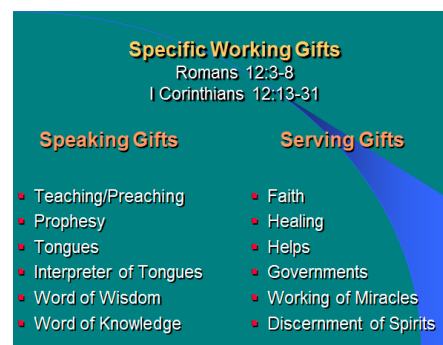 Specific Working Gifts
Romans 12:3-8
I Corinthians 12:13-31
Speaking Gifts
Teaching/Preaching
Prophesy
Tongues
Interpreter of Tongues
Word of Wisdom
Word of Knowledge
Serving Gifts
Faith
Healing
Helps
Governments
Working of Miracles
Discernment of Spirits